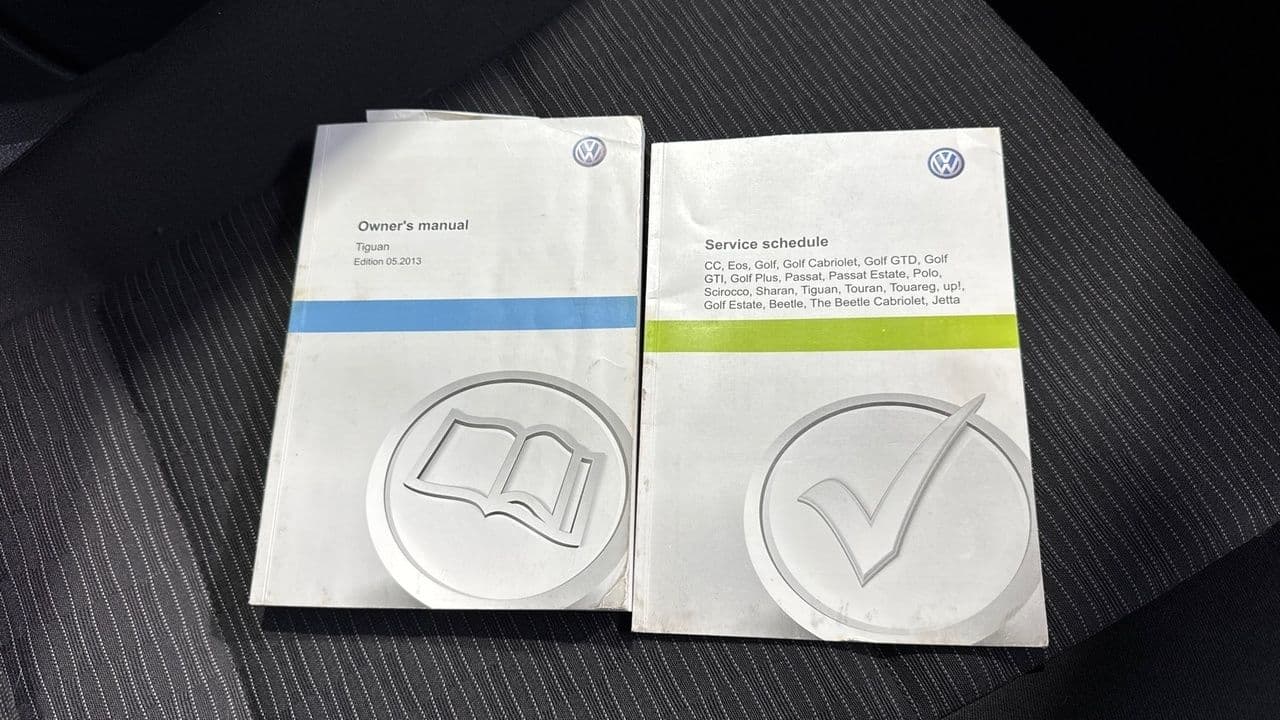 Owner's manual
Tiguan
Edition 05.2013
Service schedule
CC, Eos, Golf, Golf Cabriolet, Golf GTD, Golf
GTI, Golf Plus, Passat, Passat Estate, Polo,
Scirocco, Sharan, Tiguan, Touran, Touareg, up!,
Golf Estate, Beetle, The Beetle Cabriolet, Jetta